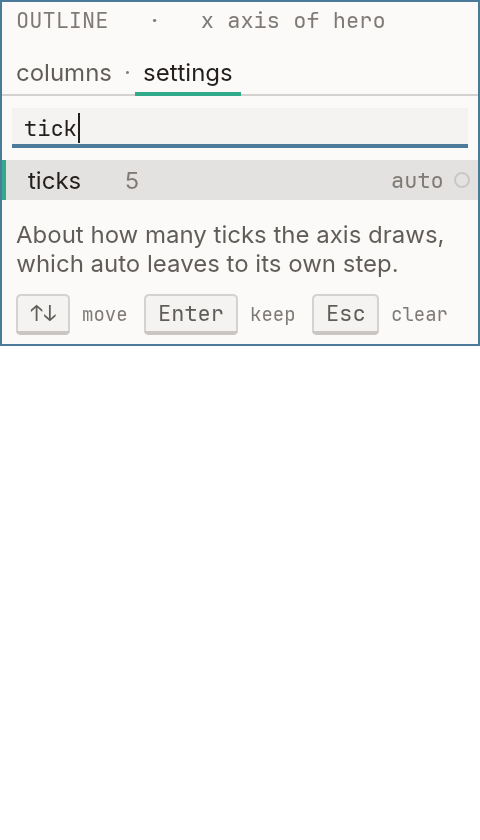 OUTLINE · x axis of hero
columns · settings
tick
ticks 5 auto
About how many ticks the axis draws,
which auto leaves to its own step.
↑↓ move Enter keep Esc clear